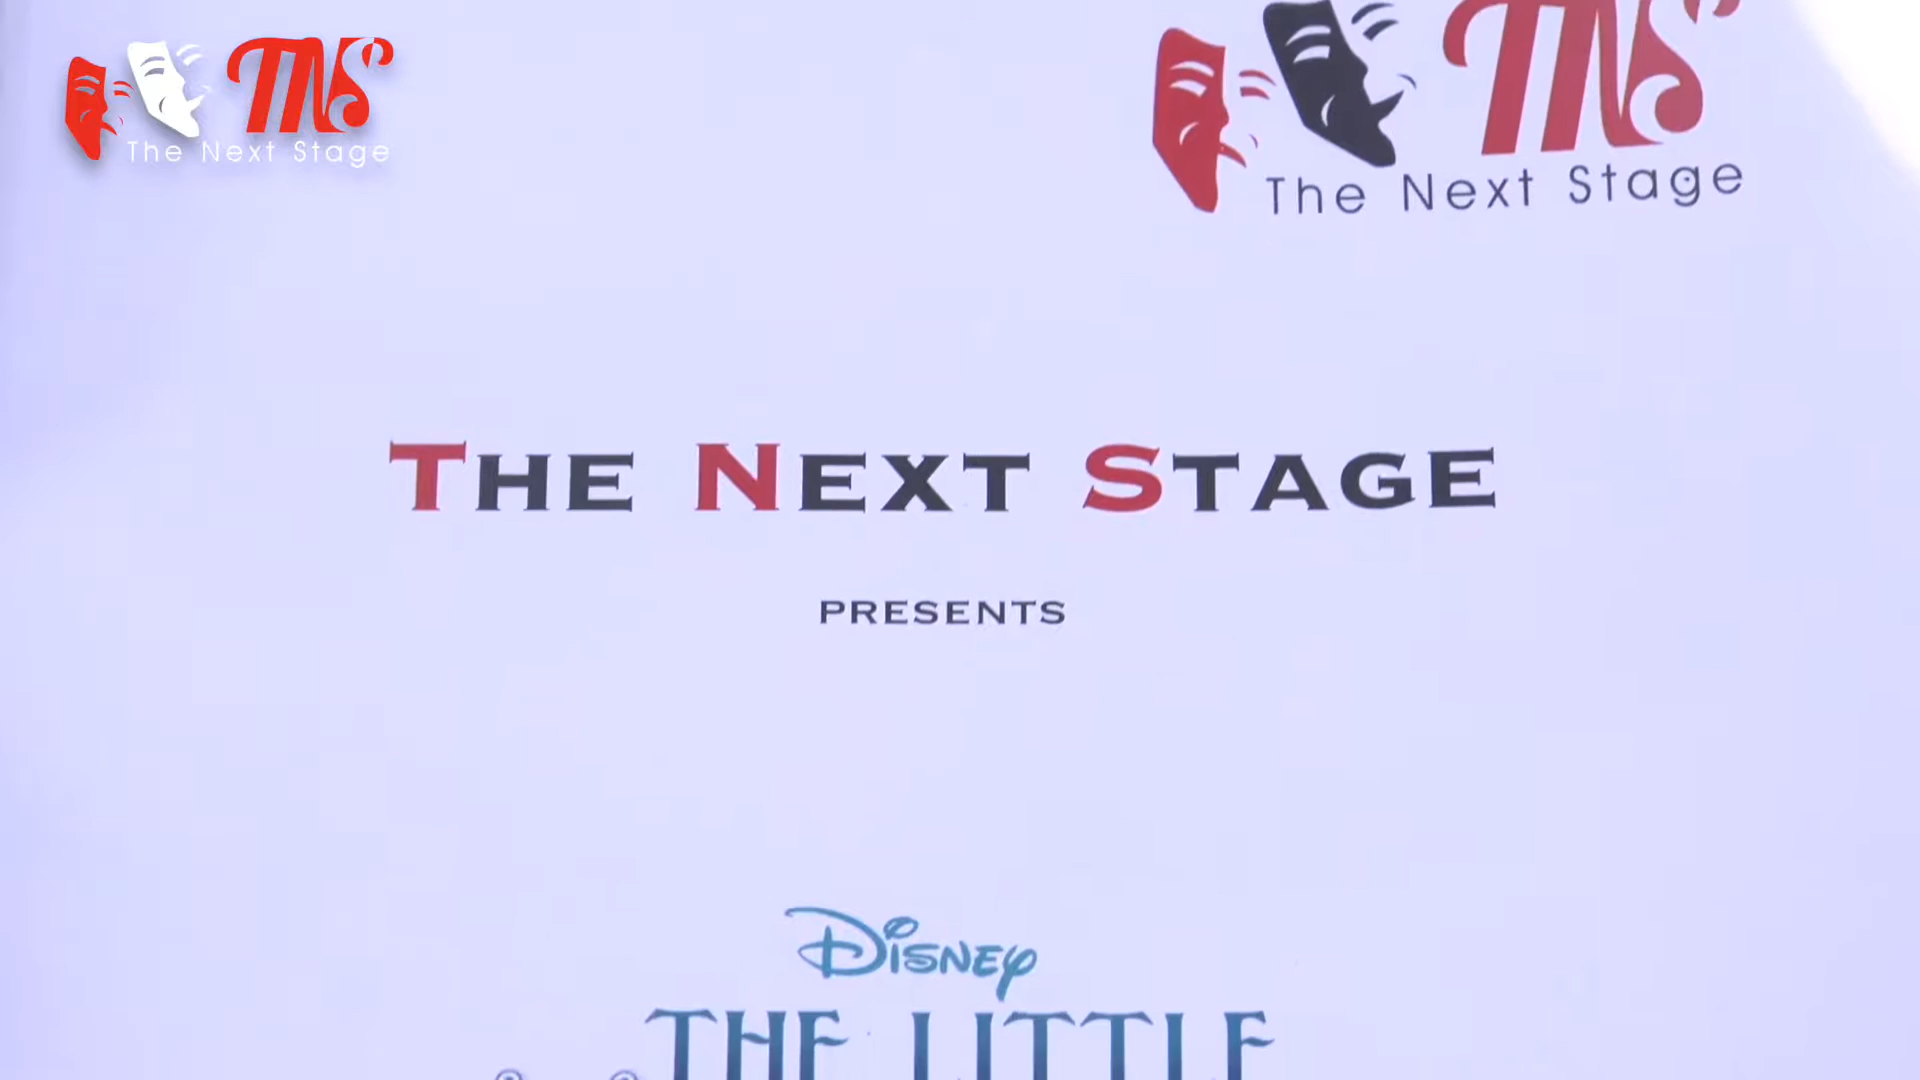 TNS
The Next Stage
TNS
The Next Stage
THE NEXT STAGE
PRESENTS
DISNEY
THE LITTLE